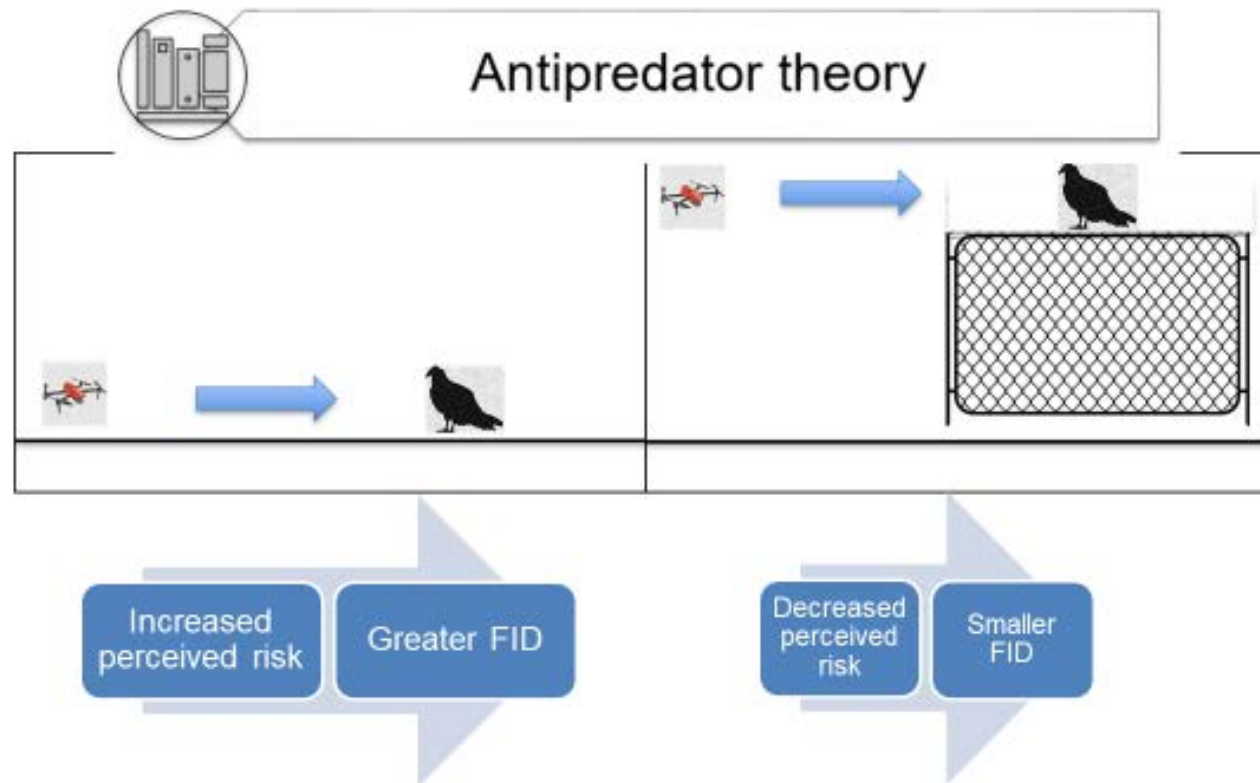 Antipredator theory
Increased
perceived risk
Greater FID
Decreased
perceived
risk
Smaller
FID